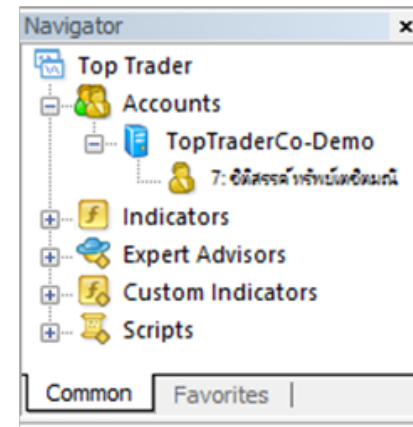 Navigator
Top Trader
Accounts
TopTraderCo-Demo
7:
Indicators
Expert Advisors
Custom Indicators
Scripts
Common Favorites